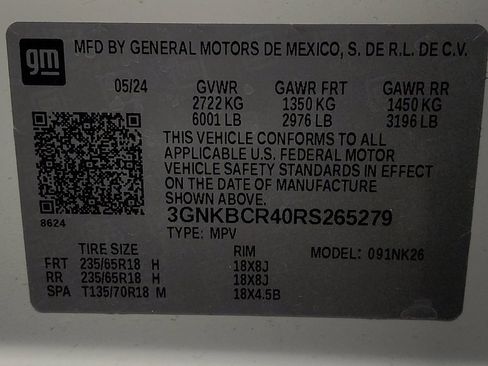 gm MFD BY GENERAL MOTORS DE MEXICO, S. DE R.L. DE C.V.
05/24 GVWR GAWR FRT GAWR RR
2722 KG 1350 KG 1450 KG
6001 LB 2976 LB 3196 LB
THIS VEHICLE CONFORMS TO ALL
APPLICABLE U.S. FEDERAL MOTOR
VEHICLE SAFETY STANDARDS IN EFFECT
ON THE DATE OF MANUFACTURE
SHOWN ABOVE.
3GNKBCR40RS265279
8624 TYPE: MPV
TIRE SIZE RIM MODEL: 091NK26
FRT 235/65R18 H 18X8J
RR 235/65R18 H 18X8J
SPA T135/70R18 M 18X4.5B